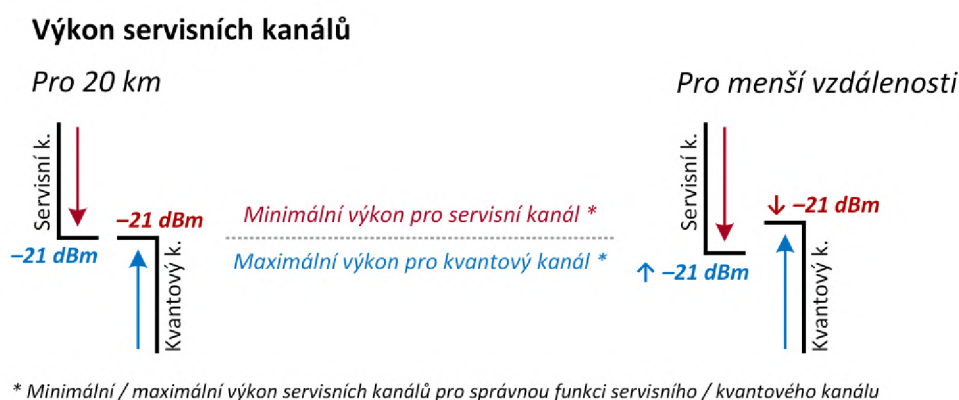 Výkon servisních kanálů
Pro 20 km
Pro menší vzdálenosti
Servisní k.
–21 dBm
–21 dBm
Kvantový k.
Minimální výkon pro servisní kanál *
Maximální výkon pro kvantový kanál *
Servisní k.
↓ –21 dBm
↑ –21 dBm
Kvantový k.
* Minimální / maximální výkon servisních kanálů pro správnou funkci servisního / kvantového kanálu